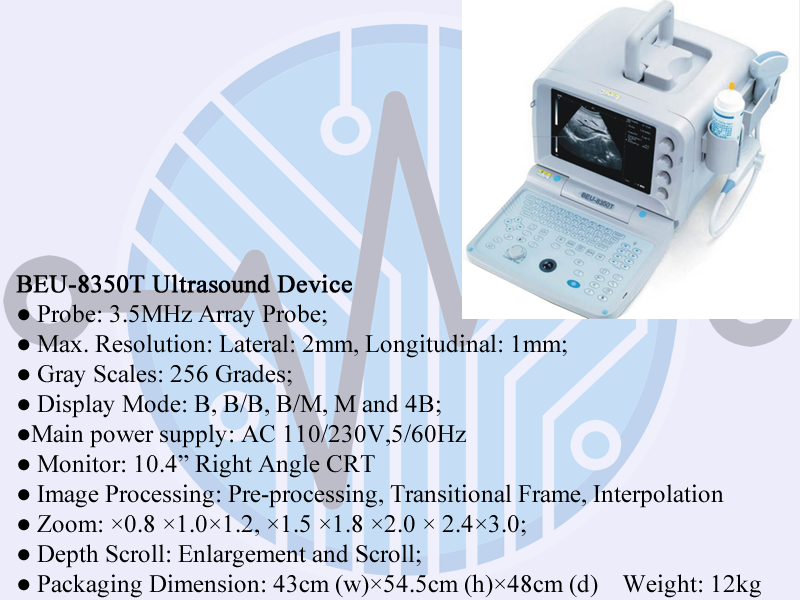 BEU-8350T
BEU-8350T Ultrasound Device
● Probe: 3.5MHz Array Probe;
● Max. Resolution: Lateral: 2mm, Longitudinal: 1mm;
● Gray Scales: 256 Grades;
● Display Mode: B, B/B, B/M, M and 4B;
●Main power supply: AC 110/230V,5/60Hz
● Monitor: 10.4” Right Angle CRT
● Image Processing: Pre-processing, Transitional Frame, Interpolation
● Zoom: ×0.8 ×1.0×1.2, ×1.5 ×1.8 ×2.0 × 2.4×3.0;
● Depth Scroll: Enlargement and Scroll;
● Packaging Dimension: 43cm (w)×54.5cm (h)×48cm (d) Weight: 12kg